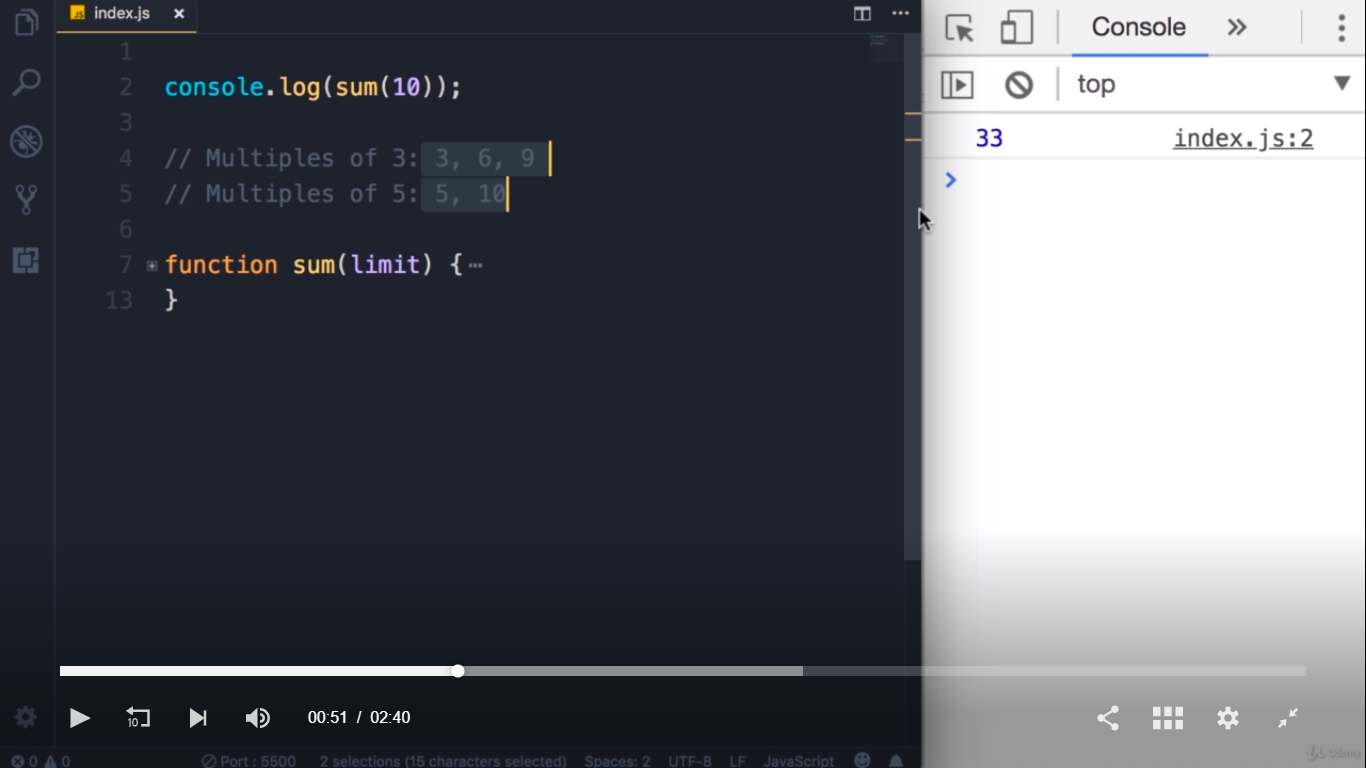 index.js
1
2 console.log(sum(10));
3
4 // Multiples of 3: 3, 6, 9
5 // Multiples of 5: 5, 10
6
7 function sum(limit) {
13 }
Console
top
33 index.js:2
10
00:51 / 02:40
0 0 Port : 5500 2 selections (15 characters selected) Spaces: 2 UTF-8 LF JavaScript
Udemy